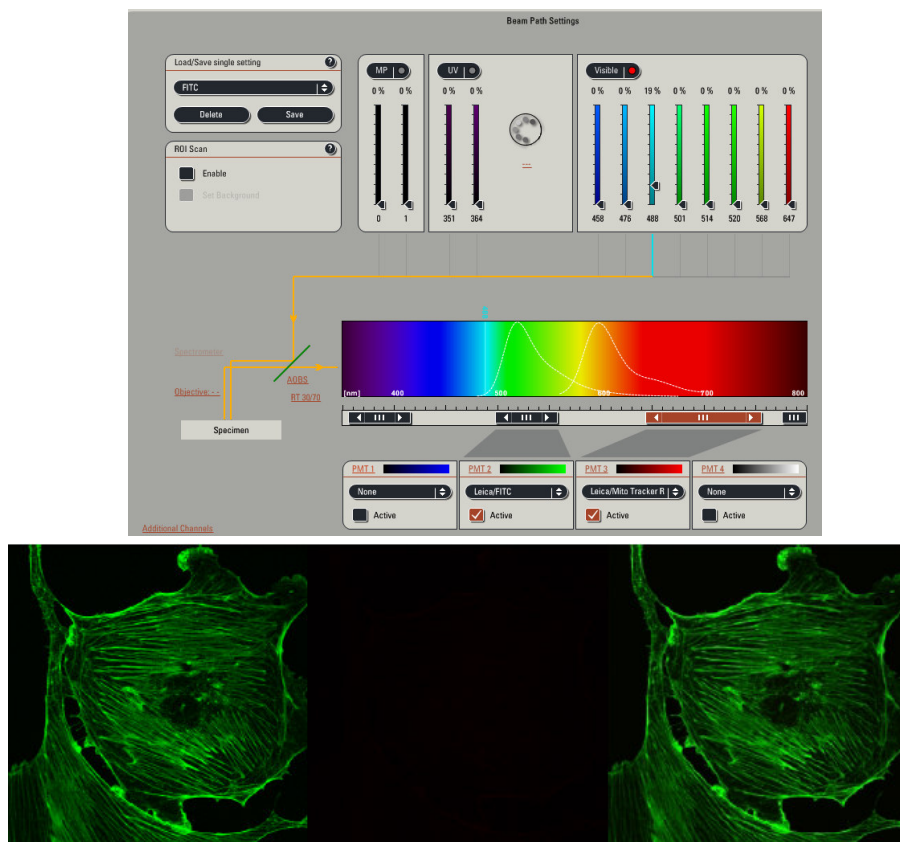 Beam Path Settings
Load/Save single setting
?
FITC
Delete Save
ROI Scan
?
Enable
Set Background
MP
0 % 0 %
0 1
UV
0 % 0 %
351 364
Visible
0 % 0 % 19 % 0 % 0 % 0 % 0 % 0 %
458 476 488 501 514 520 568 647
Objective: - -
AOBS
RT 30/70
Specimen
[nm] 400 500 600 700 800
PMT 1
None
Active
PMT 2
Leica/FITC
Active
PMT 3
Leica/Mito Tracker R
Active
PMT 4
None
Active
Additional Channels